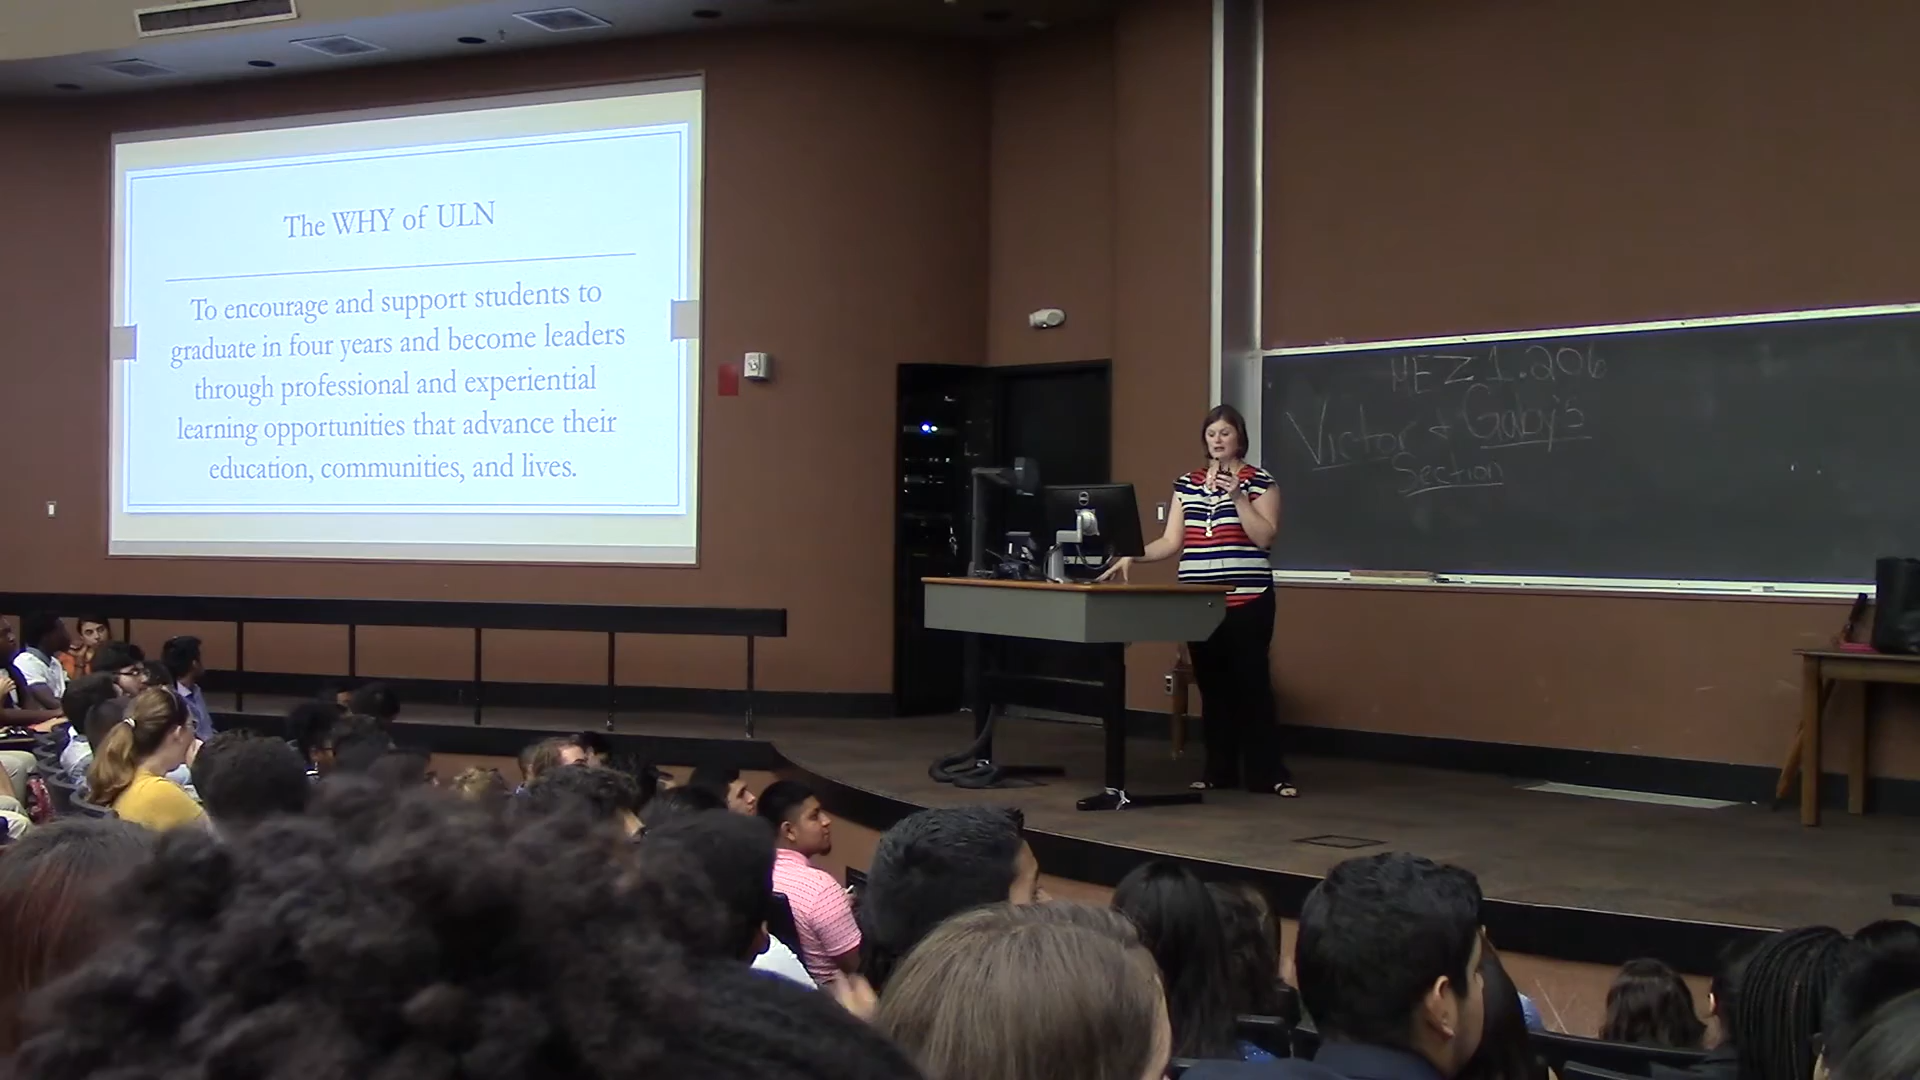 The WHY of ULN
To encourage and support students to
graduate in four years and become leaders
through professional and experiential
learning opportunities that advance their
education, communities, and lives.
MEZ 1.206
Victor + Gaby's
Section